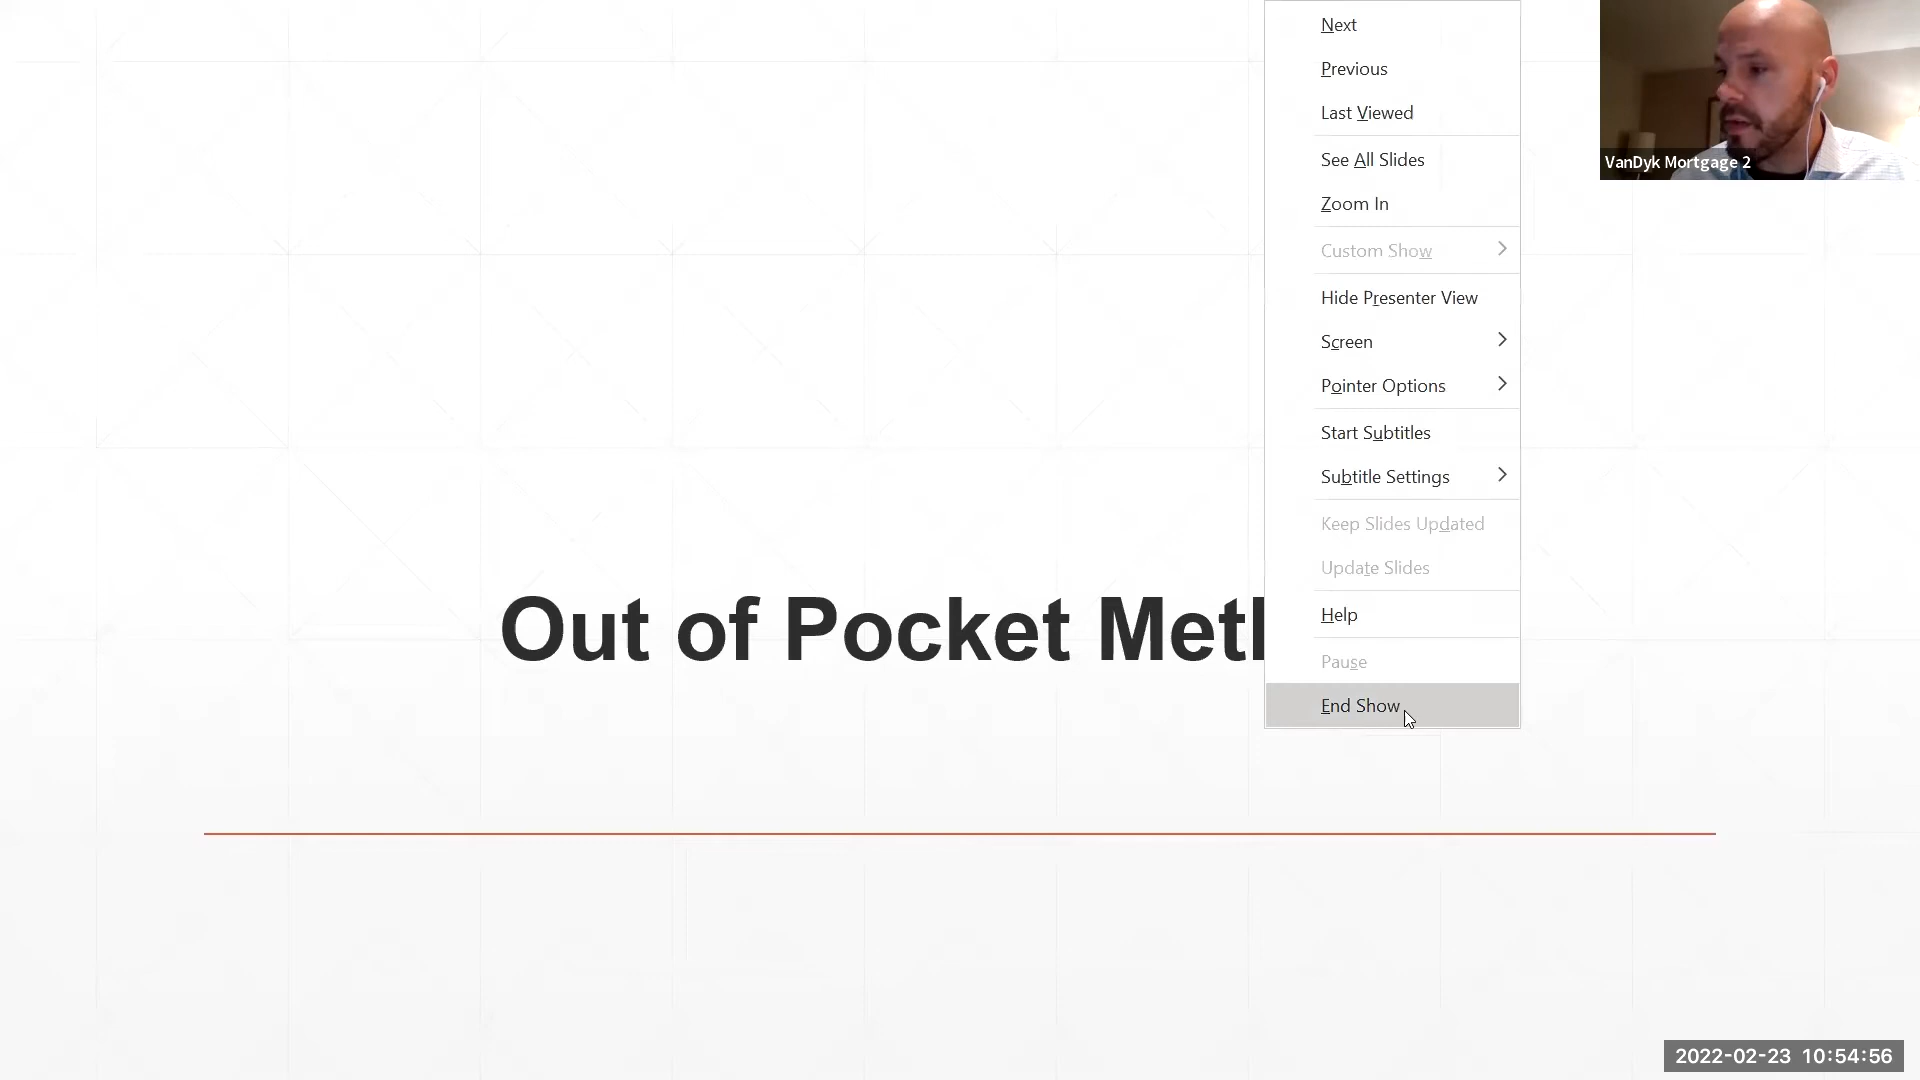 Next
Previous
Last Viewed
See All Slides
Zoom In
Custom Show
Hide Presenter View
Screen
Pointer Options
Start Subtitles
Subtitle Settings
Keep Slides Updated
Update Slides
Help
Pause
End Show
VanDyk Mortgage 2
Out of Pocket
2022-02-23 10:54:56